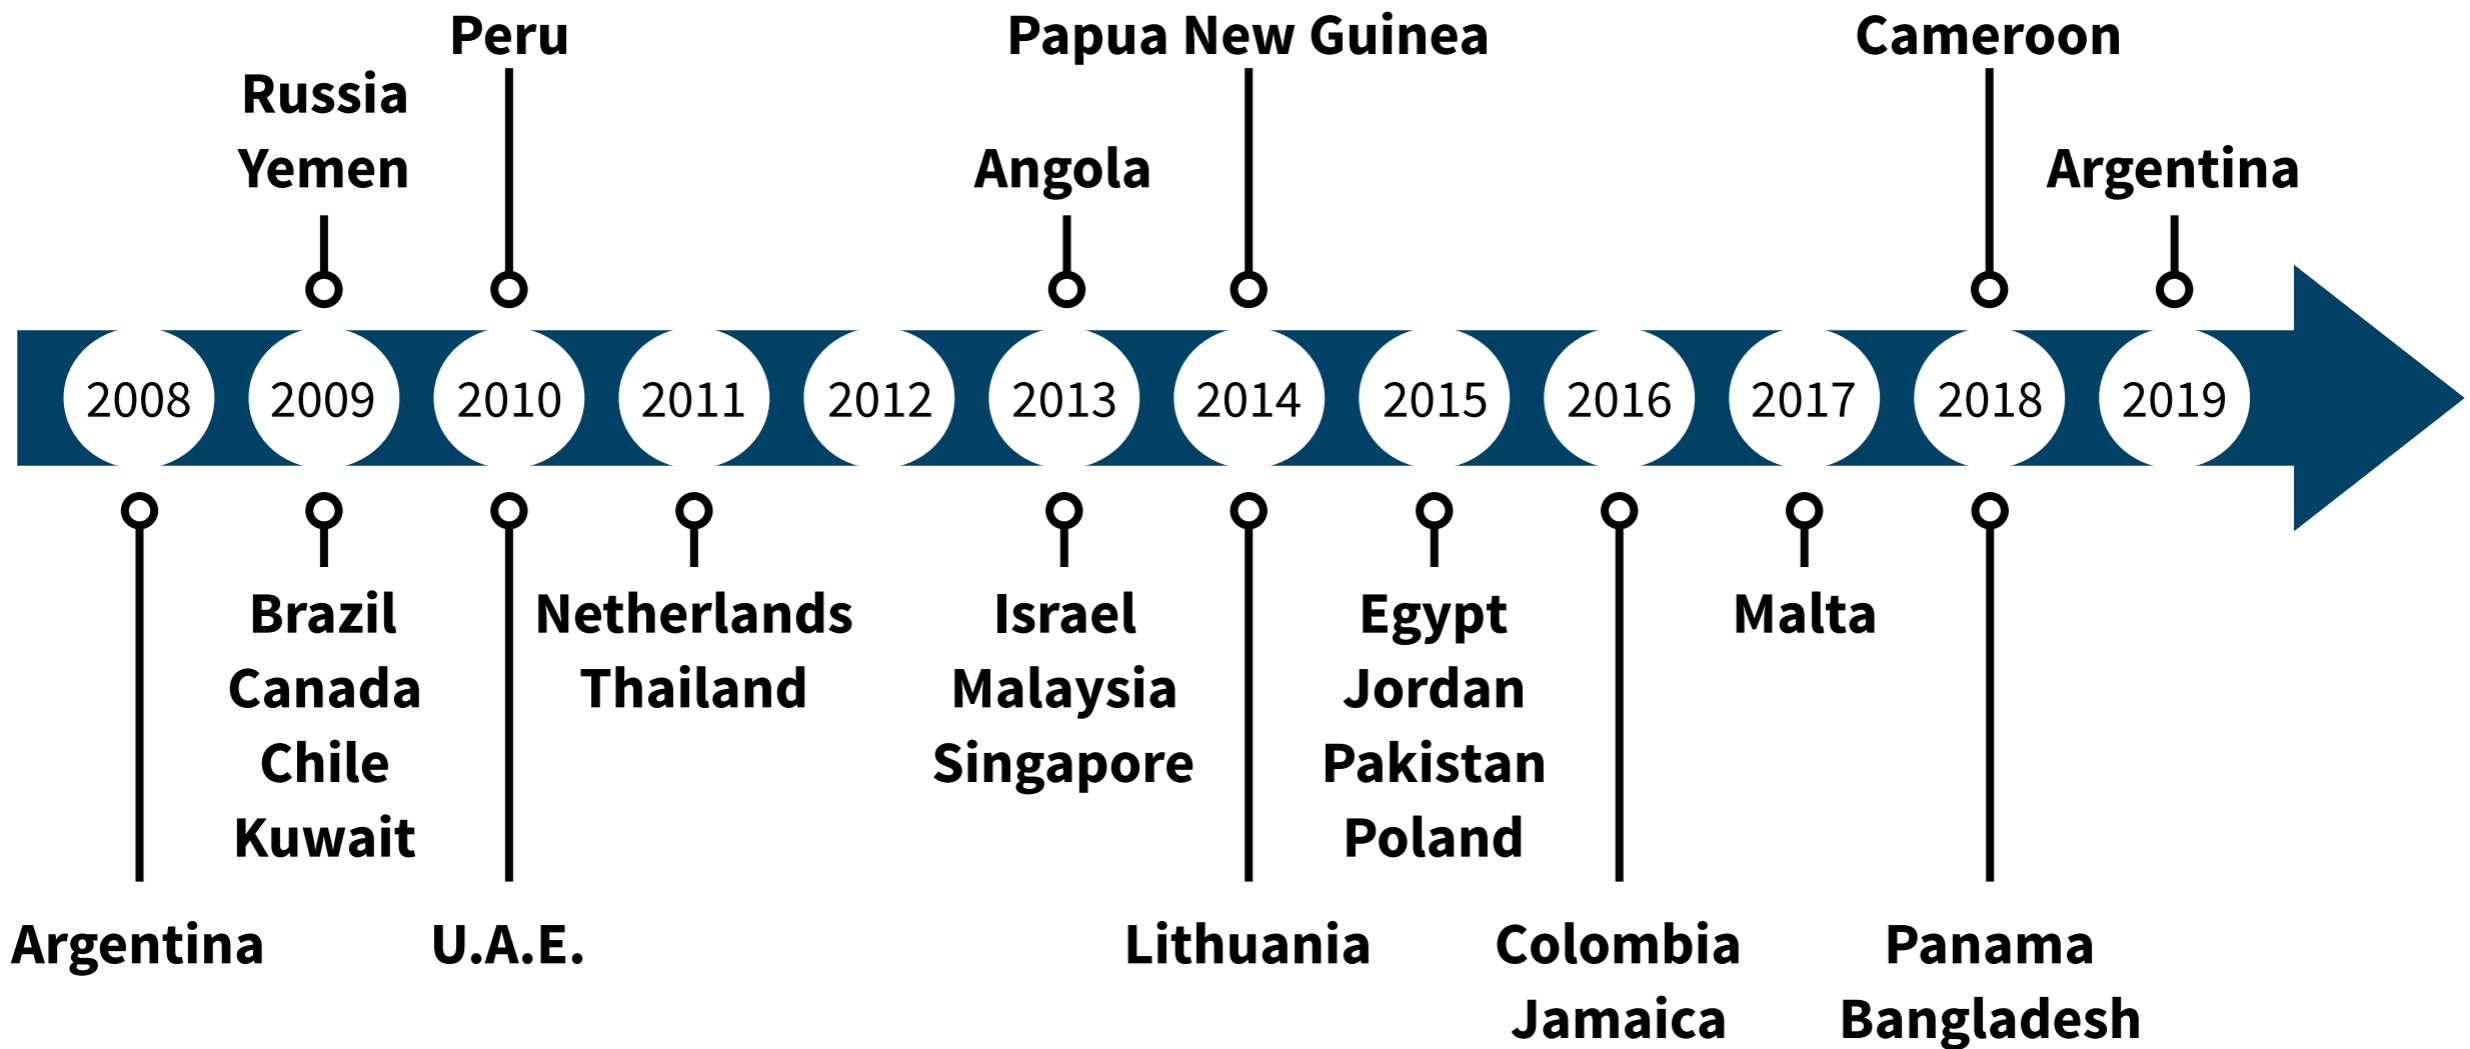 Peru
Papua New Guinea
Cameroon
Russia
Yemen
Angola
Argentina
2008
2009
2010
2011
2012
2013
2014
2015
2016
2017
2018
2019
Brazil
Canada
Chile
Kuwait
Netherlands
Thailand
Israel
Malaysia
Singapore
Egypt
Jordan
Pakistan
Poland
Malta
Argentina
U.A.E.
Lithuania
Colombia
Jamaica
Panama
Bangladesh